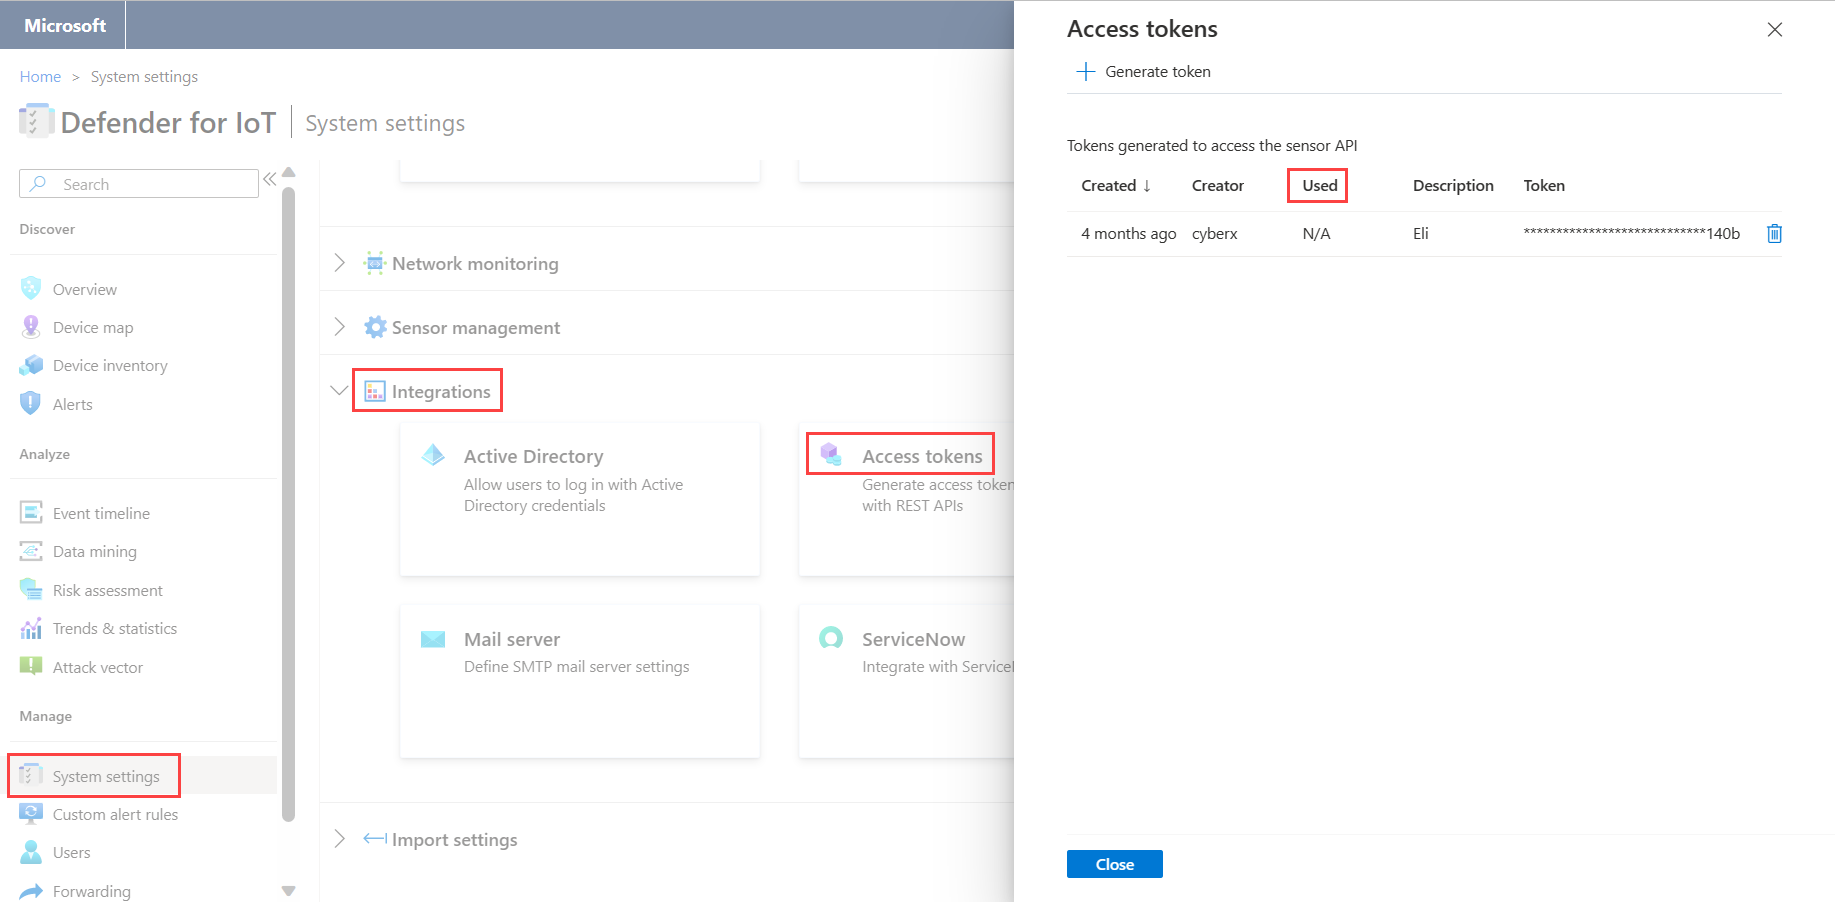 Microsoft
Home > System settings
Defender for IoT | System settings
Search
Discover
Overview
Device map
Device inventory
Alerts
Analyze
Event timeline
Data mining
Risk assessment
Trends & statistics
Attack vector
Manage
System settings
Custom alert rules
Users
Forwarding
Network monitoring
Sensor management
Integrations
Active Directory
Allow users to log in with Active
Directory credentials
Access tokens
Generate access token
with REST APIs
Mail server
Define SMTP mail server settings
ServiceNow
Integrate with Service
Import settings
Access tokens
Generate token
Tokens generated to access the sensor API
Created ↓ Creator Used Description Token
4 months ago cyberx N/A Eli ****************************140b
Close